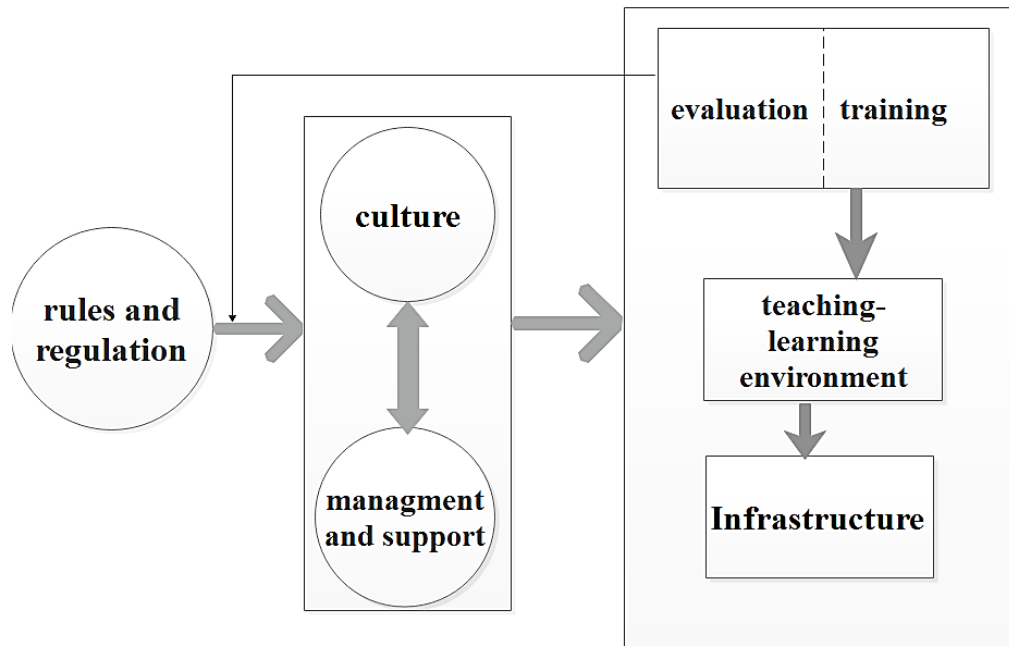 rules and
regulation
culture
managment
and support
evaluation
training
teaching-
learning
environment
Infrastructure